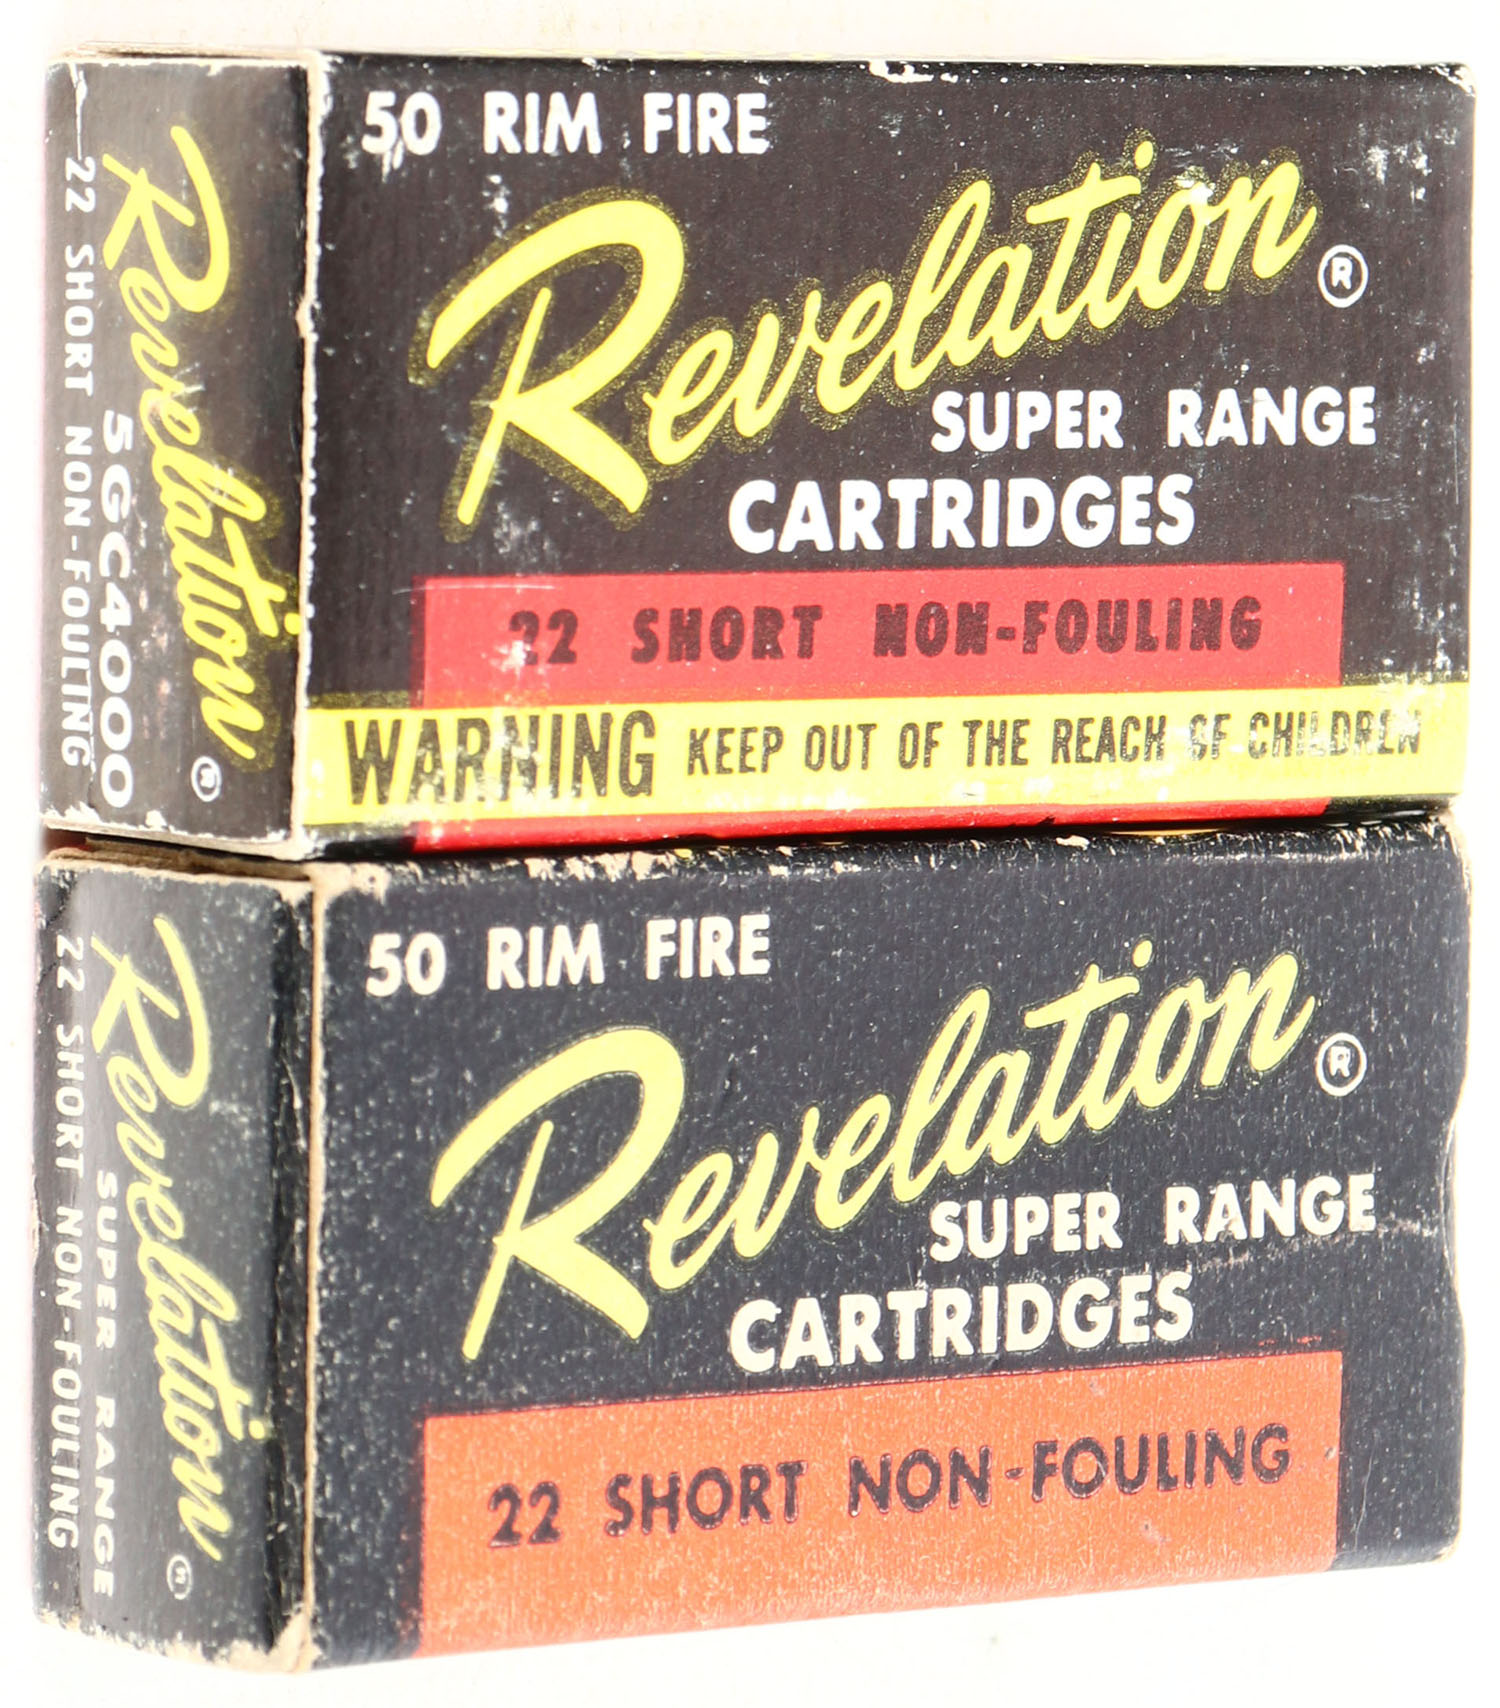 50 RIM FIRE
Revelation ®
SUPER RANGE
CARTRIDGES
22 SHORT NON-FOULING
WARNING KEEP OUT OF THE REACH OF CHILDREN
Revelation ®
5GC4000
22 SHORT NON-FOULING
50 RIM FIRE
Revelation ®
SUPER RANGE
CARTRIDGES
22 SHORT NON-FOULING
Revelation ®
SUPER RANGE
22 SHORT NON-FOULING